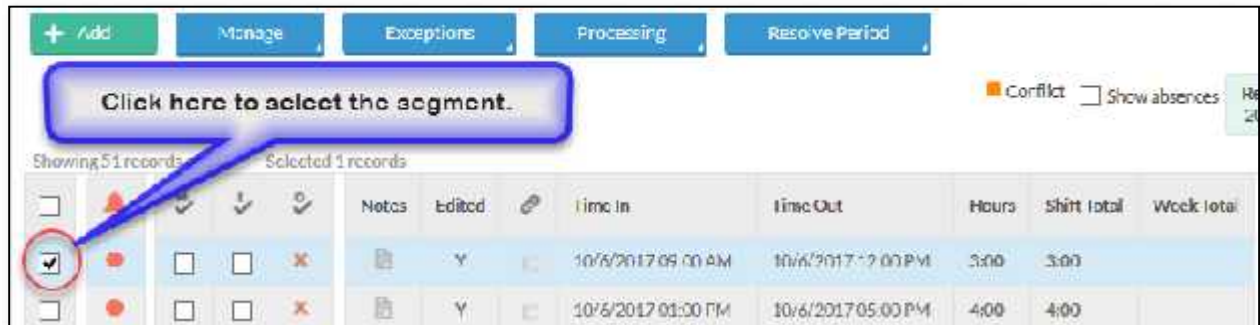 + Add Manage Exceptions Processing Resolve Period
Click here to select the segment.
Conflict Show absences
Showing 51 records Selected 1 records
Notes Edited Time In Time Out Hours Shift Total Week Total
Y 10/6/2017 09:00 AM 10/6/2017 12:00 PM 3:00 3:00
Y 10/6/2017 01:00 PM 10/6/2017 05:00 PM 4:00 4:00